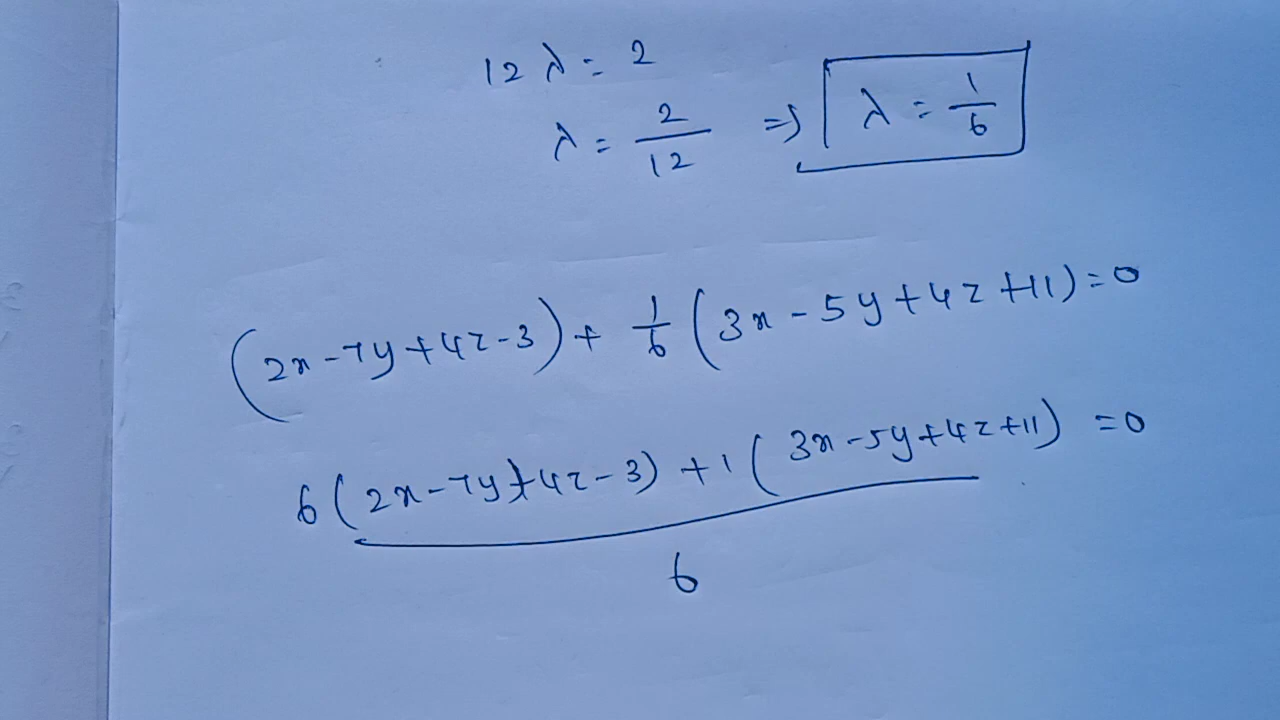 12 λ = 2
λ = 2/12 => λ = 1/6
(2x - 7y + 4z - 3) + 1/6 (3x - 5y + 4z + 11) = 0
6(2x - 7y + 4z - 3) + 1(3x - 5y + 4z + 11) = 0
6